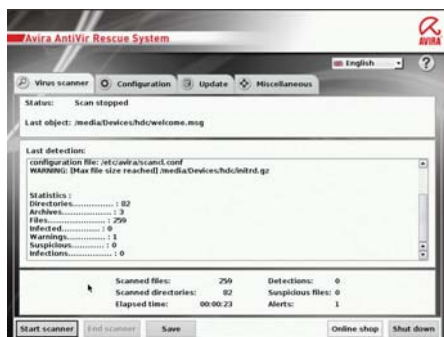 Avira AntiVir Rescue System
AVIRA
English
?
Virus scanner
Configuration
Update
Miscellaneous
Status: Scan stopped
Last object: /media/Devices/hdc/welcome.msg
Last detection:
configuration file: /etc/avira/scancl.conf
WARNING: [Max file size reached] /media/Devices/hdc/initrd.gz
Statistics :
Directories............... : 82
Archives.................. : 3
Files..................... : 259
Infected.................. : 0
Warnings.................. : 1
Suspicious................ : 0
Infections................ : 0
Scanned files: 259 Detections: 0
Scanned directories: 82 Suspicious files: 0
Elapsed time: 00:00:23 Alerts: 1
Start scanner End scanner Save Online shop Shut down